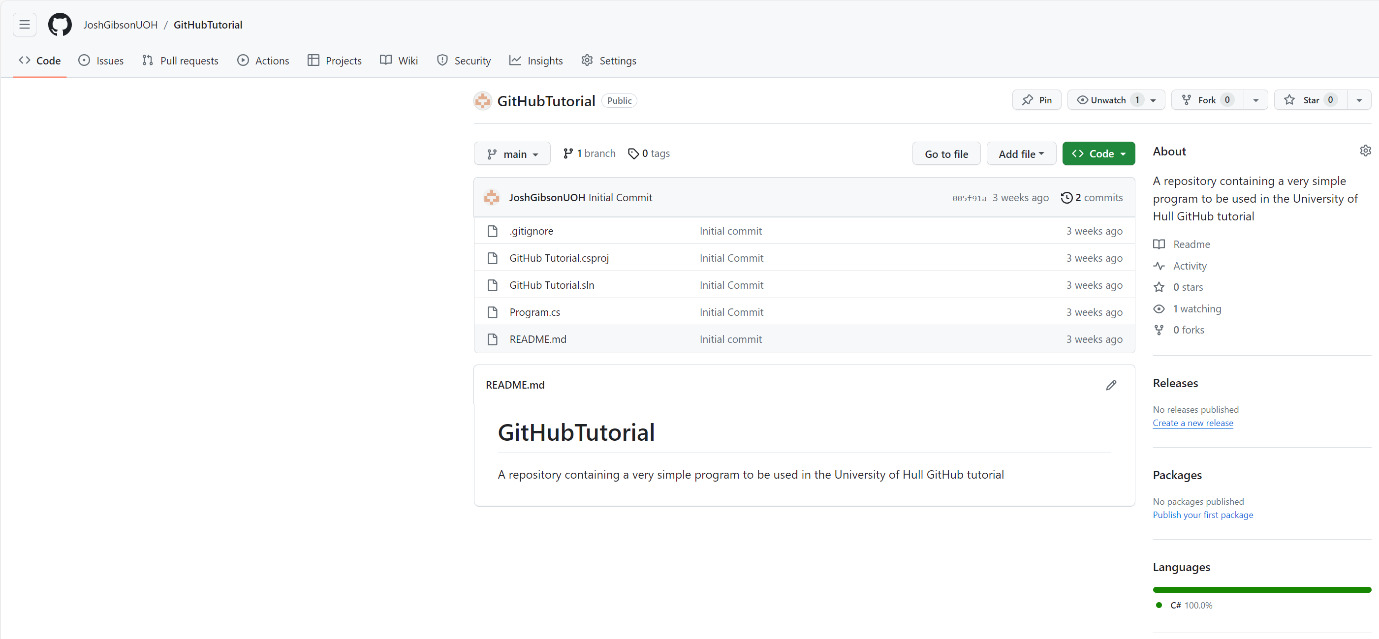 JoshGibsonUOH / GitHubTutorial
Code Issues Pull requests Actions Projects Wiki Security Insights Settings
GitHubTutorial Public
Pin Unwatch 1 Fork 0 Star 0
main 1 branch 0 tags Go to file Add file Code
JoshGibsonUOH Initial Commit 3 weeks ago 2 commits
.gitignore Initial commit 3 weeks ago
GitHub Tutorial.csproj Initial Commit 3 weeks ago
GitHub Tutorial.sln Initial Commit 3 weeks ago
Program.cs Initial Commit 3 weeks ago
README.md Initial commit 3 weeks ago
README.md
GitHubTutorial
A repository containing a very simple program to be used in the University of Hull GitHub tutorial
About
A repository containing a very simple
program to be used in the University of
Hull GitHub tutorial
Readme
Activity
0 stars
1 watching
0 forks
Releases
No releases published
Create a new release
Packages
No packages published
Publish your first package
Languages
C# 100.0%